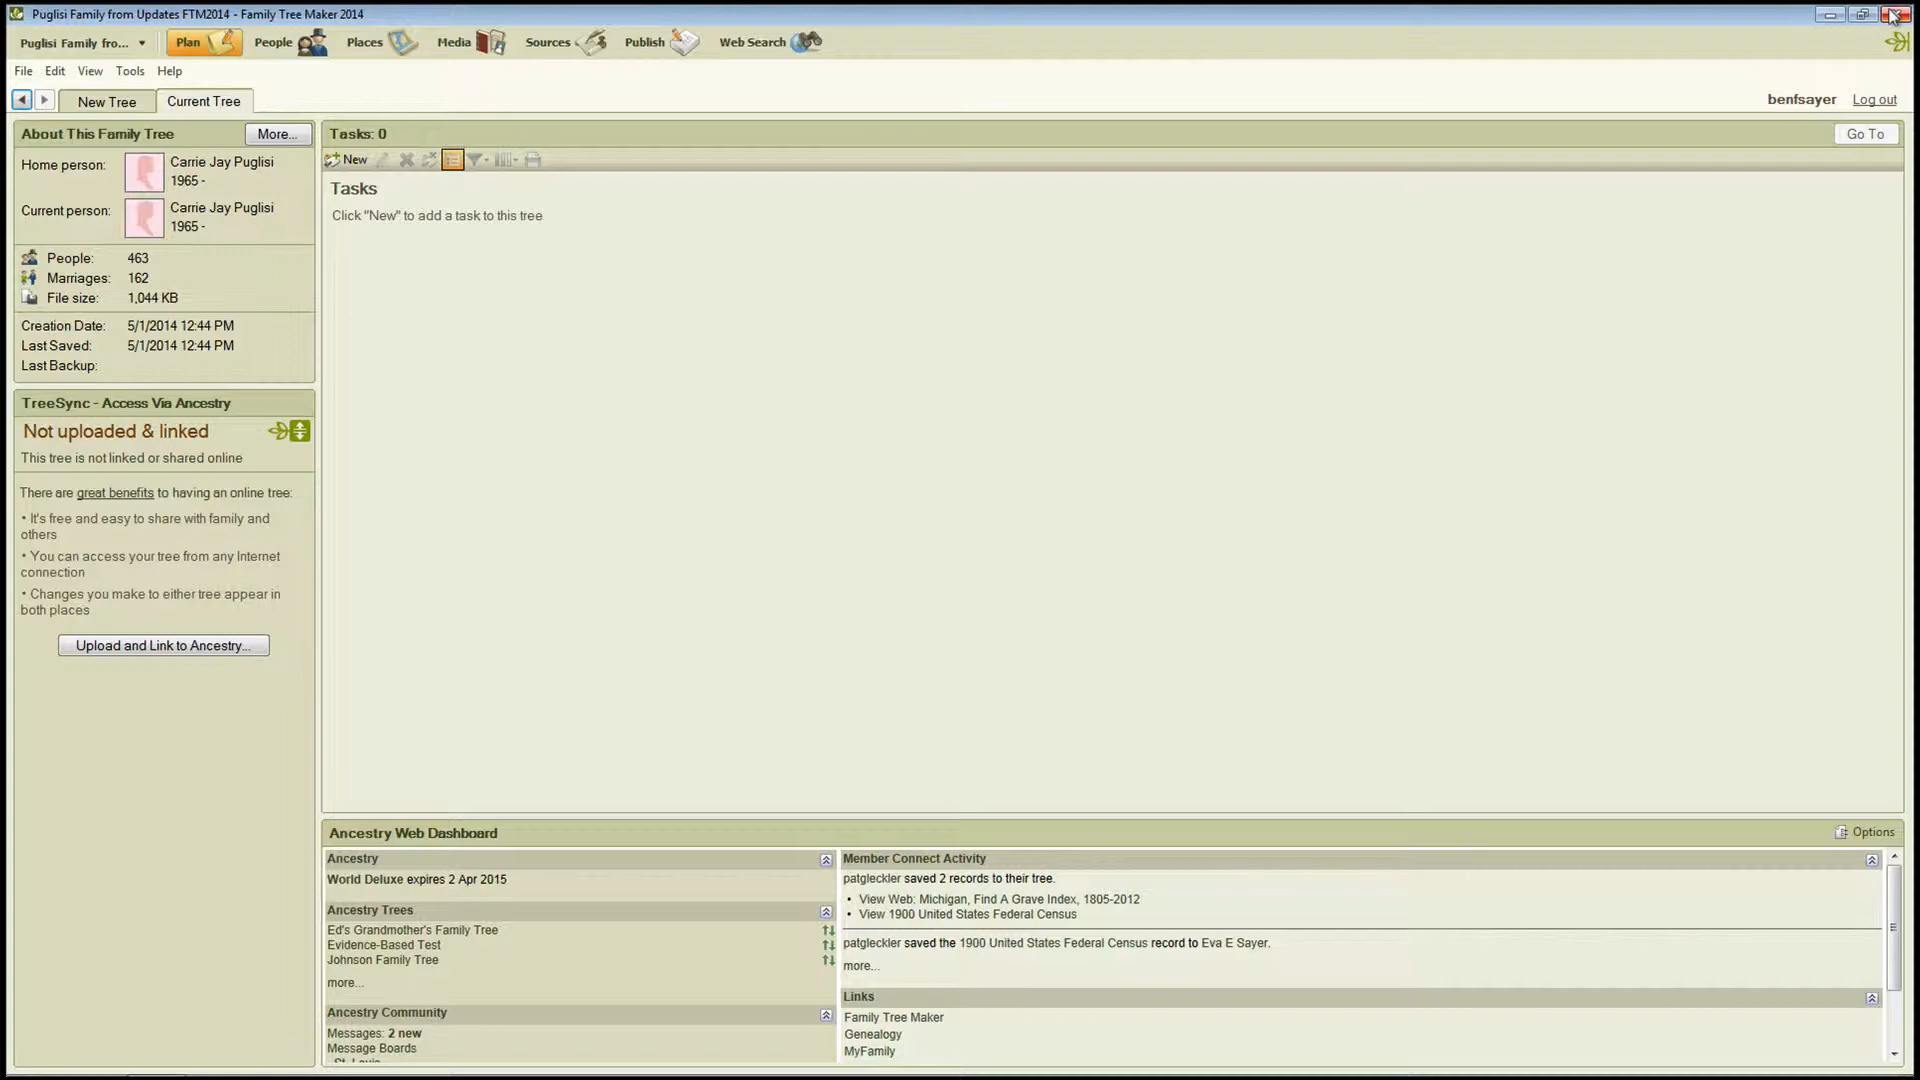 Puglisi Family from Updates FTM2014 - Family Tree Maker 2014
Puglisi Family fro...
Plan
People
Places
Media
Sources
Publish
Web Search
File
Edit
View
Tools
Help
New Tree
Current Tree
benfsayer
Log out
About This Family Tree
More...
Home person:
Carrie Jay Puglisi
1965 -
Current person:
Carrie Jay Puglisi
1965 -
People: 463
Marriages: 162
File size: 1,044 KB
Creation Date: 5/1/2014 12:44 PM
Last Saved: 5/1/2014 12:44 PM
Last Backup:
TreeSync - Access Via Ancestry
Not uploaded & linked
This tree is not linked or shared online
There are great benefits to having an online tree:
• It's free and easy to share with family and
others
• You can access your tree from any Internet
connection
• Changes you make to either tree appear in
both places
Upload and Link to Ancestry...
Tasks: 0
Go To
New
Tasks
Click "New" to add a task to this tree
Ancestry Web Dashboard
Options
Ancestry
World Deluxe expires 2 Apr 2015
Ancestry Trees
Ed's Grandmother's Family Tree
Evidence-Based Test
Johnson Family Tree
more...
Ancestry Community
Messages: 2 new
Message Boards
- St. Louis
Member Connect Activity
patgleckler saved 2 records to their tree.
• View Web: Michigan, Find A Grave Index, 1805-2012
• View 1900 United States Federal Census
patgleckler saved the 1900 United States Federal Census record to Eva E Sayer.
more...
Links
Family Tree Maker
Genealogy
MyFamily